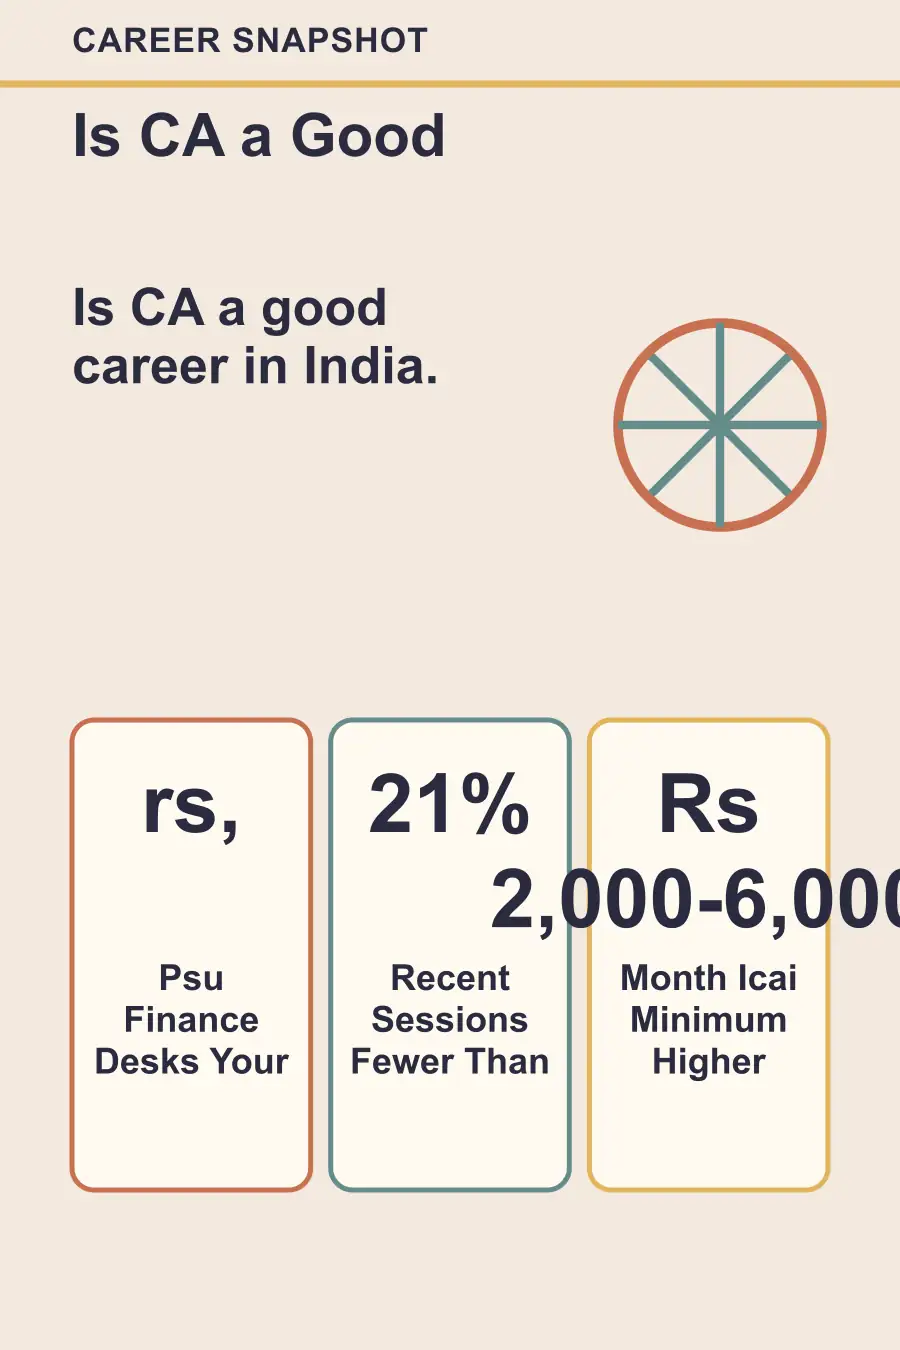 CAREER SNAPSHOT
Is CA a Good
Is CA a good
career in India.
rs,
Psu
Finance
Desks Your
21%
Recent
Sessions
Fewer Than
Rs
2,000-6,000
Month Icai
Minimum
Higher